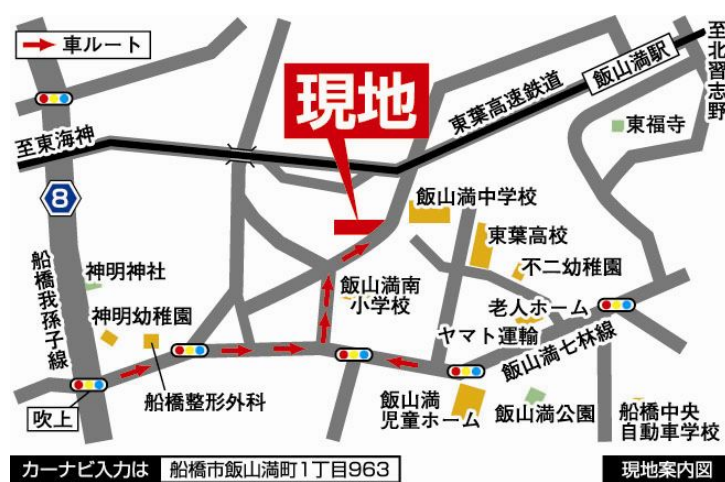 車ルート
現地
東葉高速鉄道
飯山満駅
至北習志野
至東海神
東福寺
8
飯山満中学校
東葉高校
不二幼稚園
船橋我孫子線
神明神社
神明幼稚園
飯山満南
小学校
老人ホーム
ヤマト運輸
飯山満七林線
船橋整形外科
吹上
飯山満
児童ホーム
飯山満公園
船橋中央
自動車学校
カーナビ入力は
船橋市飯山満町1丁目963
現地案内図